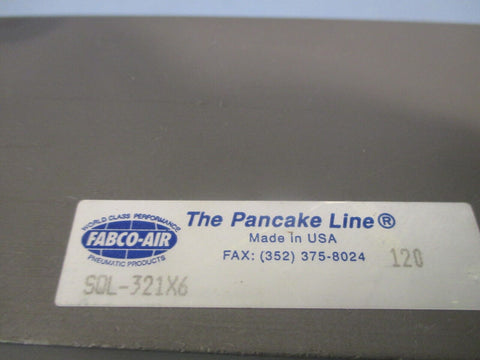 WORLD CLASS PERFORMANCE
FABCO-AIR
PNEUMATIC PRODUCTS
The Pancake Line®
Made in USA
FAX: (352) 375-8024
120
SQL-321X6